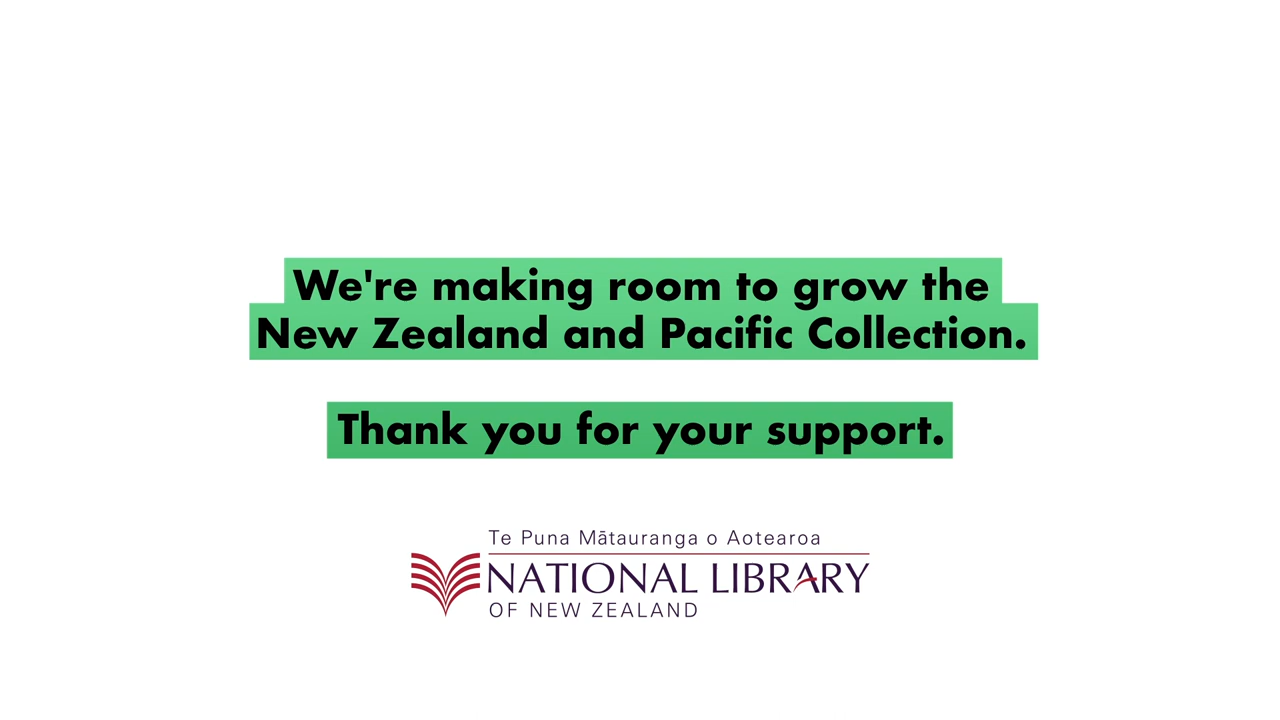 We're making room to grow the
New Zealand and Pacific Collection.
Thank you for your support.
Te Puna Mātauranga o Aotearoa
NATIONAL LIBRARY
OF NEW ZEALAND